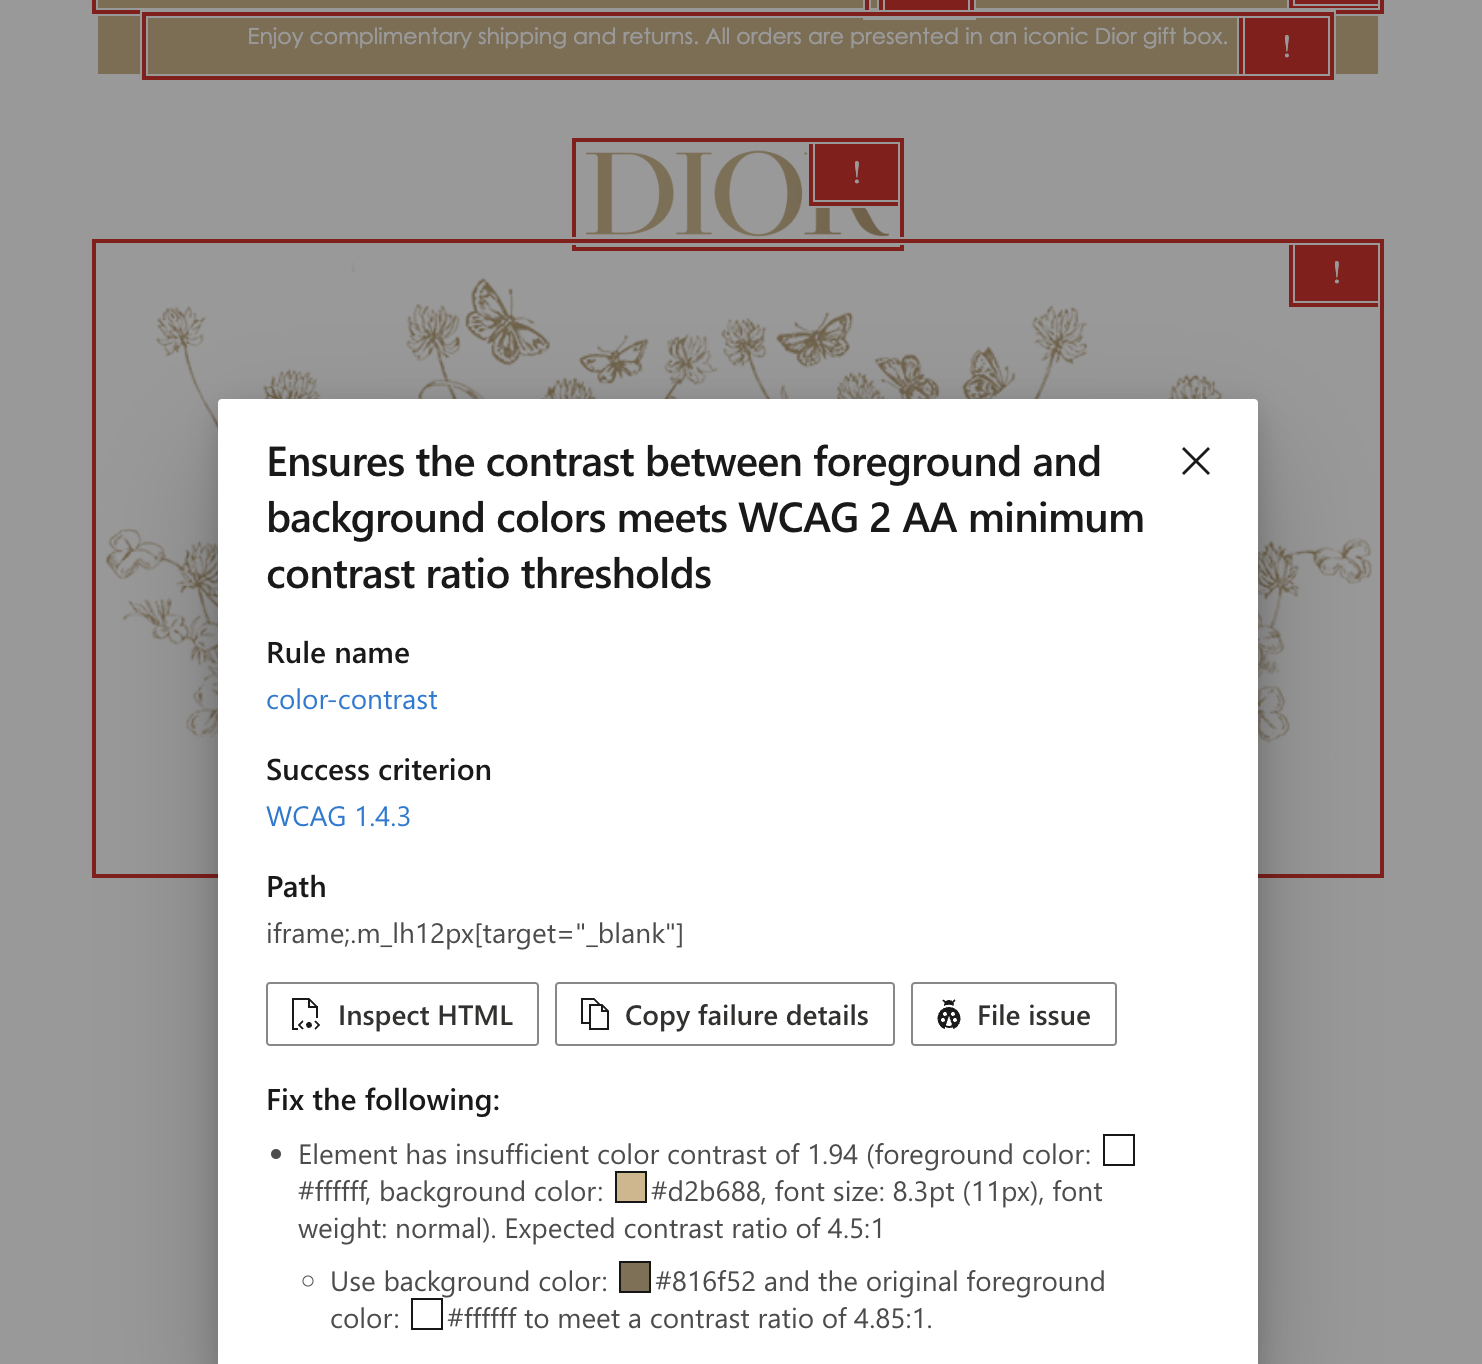 Enjoy complimentary shipping and returns. All orders are presented in an iconic Dior gift box.
!
DIOR
!
!
Ensures the contrast between foreground and
background colors meets WCAG 2 AA minimum
contrast ratio thresholds
Rule name
color-contrast
Success criterion
WCAG 1.4.3
Path
iframe;.m_lh12px[target="_blank"]
Inspect HTML
Copy failure details
File issue
Fix the following:
Element has insufficient color contrast of 1.94 (foreground color:
#ffffff, background color: #d2b688, font size: 8.3pt (11px), font
weight: normal). Expected contrast ratio of 4.5:1
Use background color: #816f52 and the original foreground
color: #ffffff to meet a contrast ratio of 4.85:1.